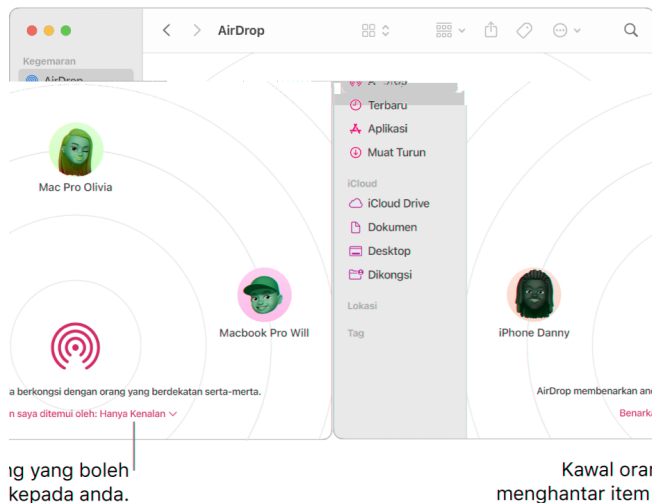 AirDrop
Kegemaran
AirDrop
Terbaru
Aplikasi
Muat Turun
iCloud
iCloud Drive
Dokumen
Desktop
Dikongsi
Lokasi
Tag
Mac Pro Olivia
Macbook Pro Will
iPhone Danny
a berkongsi dengan orang yang berdekatan serta-merta.
n saya ditemui oleh: Hanya Kenalan
AirDrop membenarkan an
Benarka
ng yang boleh
kepada anda.
Kawal oran
menghantar item